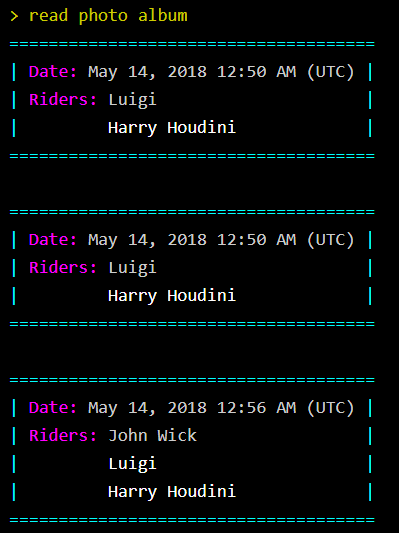 > read photo album
=====================================
| Date: May 14, 2018 12:50 AM (UTC) |
| Riders: Luigi |
| Harry Houdini |
=====================================
=====================================
| Date: May 14, 2018 12:50 AM (UTC) |
| Riders: Luigi |
| Harry Houdini |
=====================================
=====================================
| Date: May 14, 2018 12:56 AM (UTC) |
| Riders: John Wick |
| Luigi |
| Harry Houdini |
=====================================